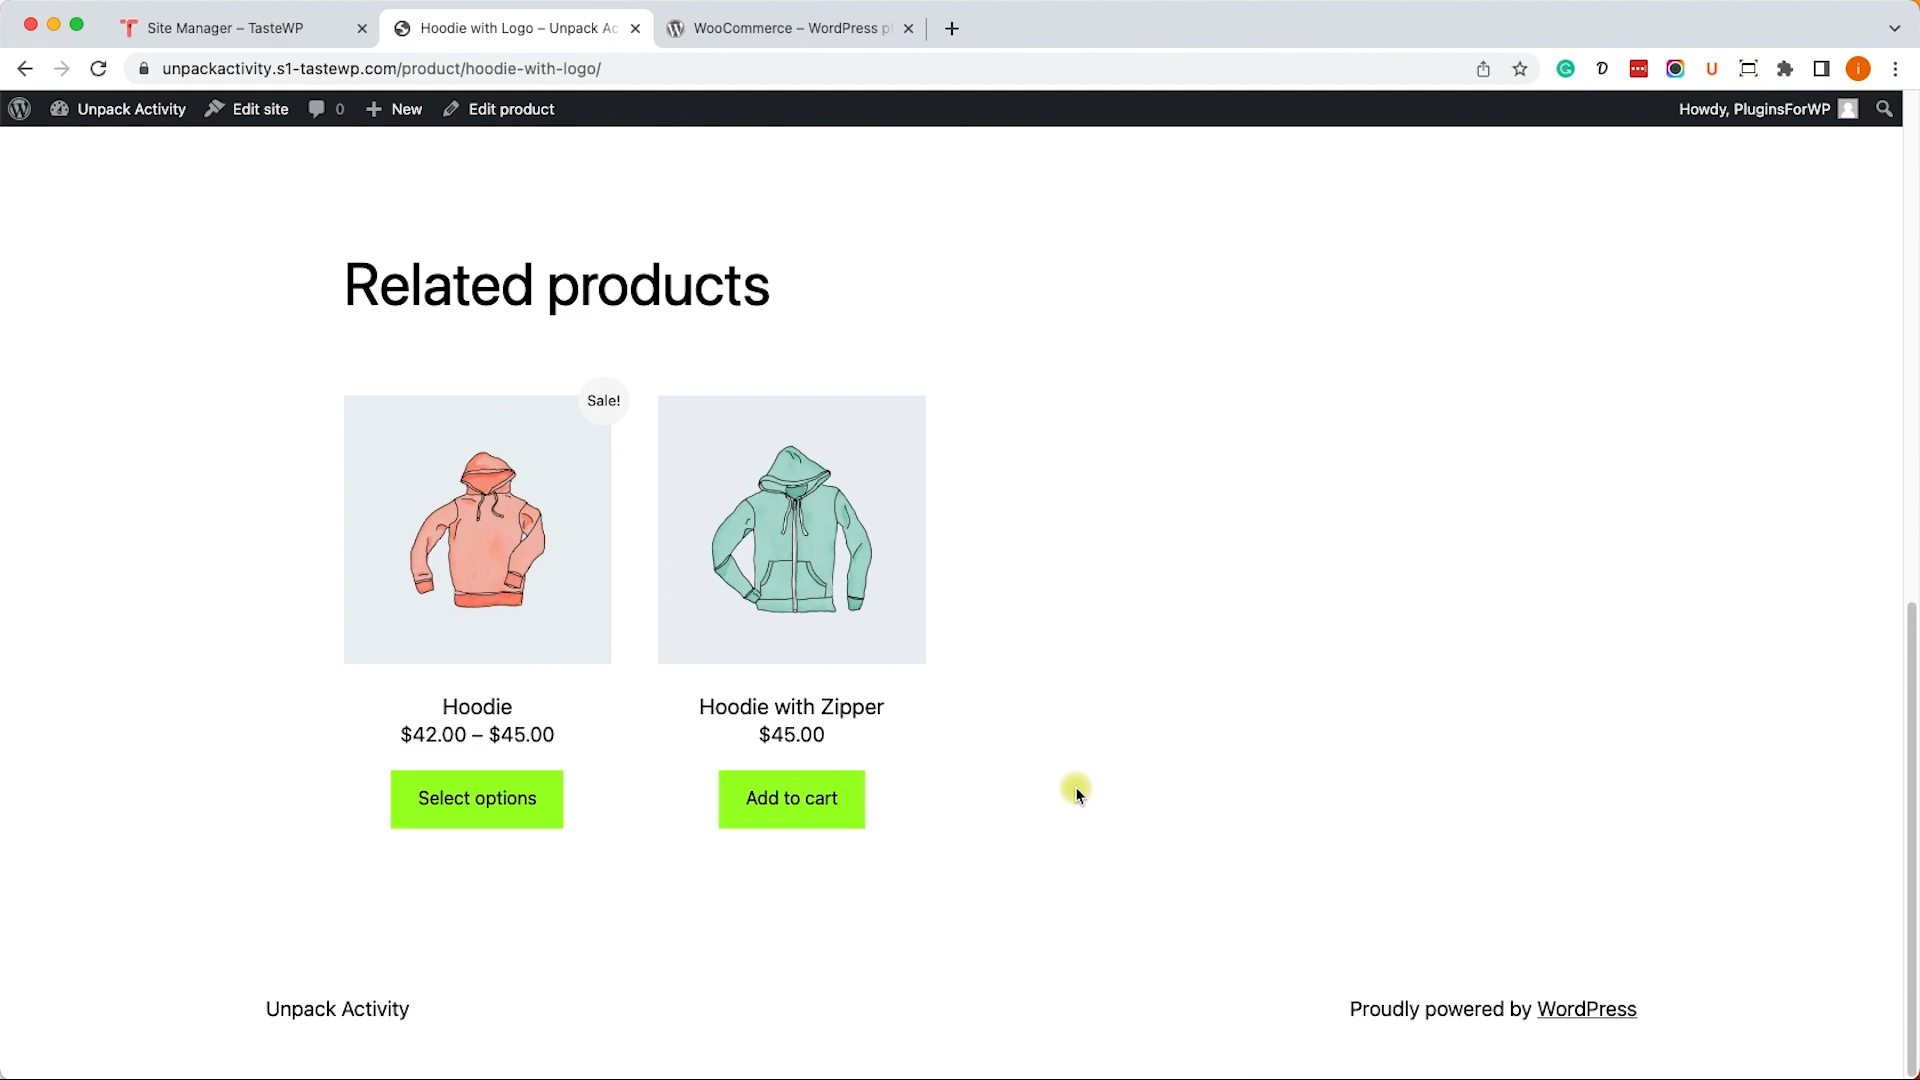 Site Manager – TasteWP
Hoodie with Logo – Unpack Ac
WooCommerce – WordPress pl
unpackactivity.s1-tastewp.com/product/hoodie-with-logo/
Unpack Activity
Edit site
0
New
Edit product
Howdy, PluginsForWP
Related products
Sale!
Hoodie
$42.00 – $45.00
Select options
Hoodie with Zipper
$45.00
Add to cart
Unpack Activity
Proudly powered by WordPress